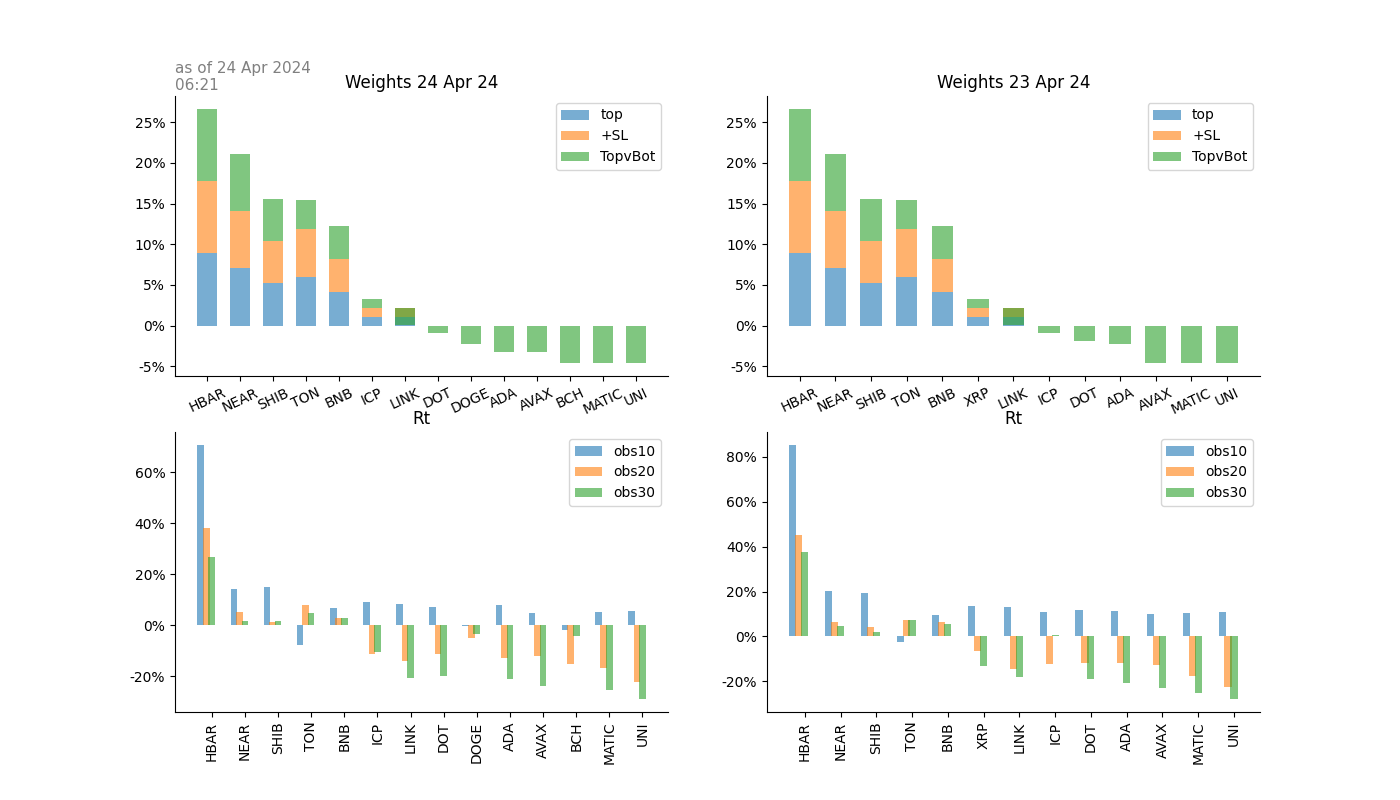 as of 24 Apr 2024
06:21
Weights 24 Apr 24
25%
20%
15%
10%
5%
0%
-5%
top
+SL
TopvBot
HBAR NEAR SHIB TON BNB ICP LINK DOT DOGE ADA AVAX BCH MATIC UNI
Weights 23 Apr 24
25%
20%
15%
10%
5%
0%
-5%
top
+SL
TopvBot
HBAR NEAR SHIB TON BNB XRP LINK ICP DOT ADA AVAX MATIC UNI
Rt
60%
40%
20%
0%
-20%
obs10
obs20
obs30
HBAR NEAR SHIB TON BNB ICP LINK DOT DOGE ADA AVAX BCH MATIC UNI
Rt
80%
60%
40%
20%
0%
-20%
obs10
obs20
obs30
HBAR NEAR SHIB TON BNB XRP LINK ICP DOT ADA AVAX MATIC UNI